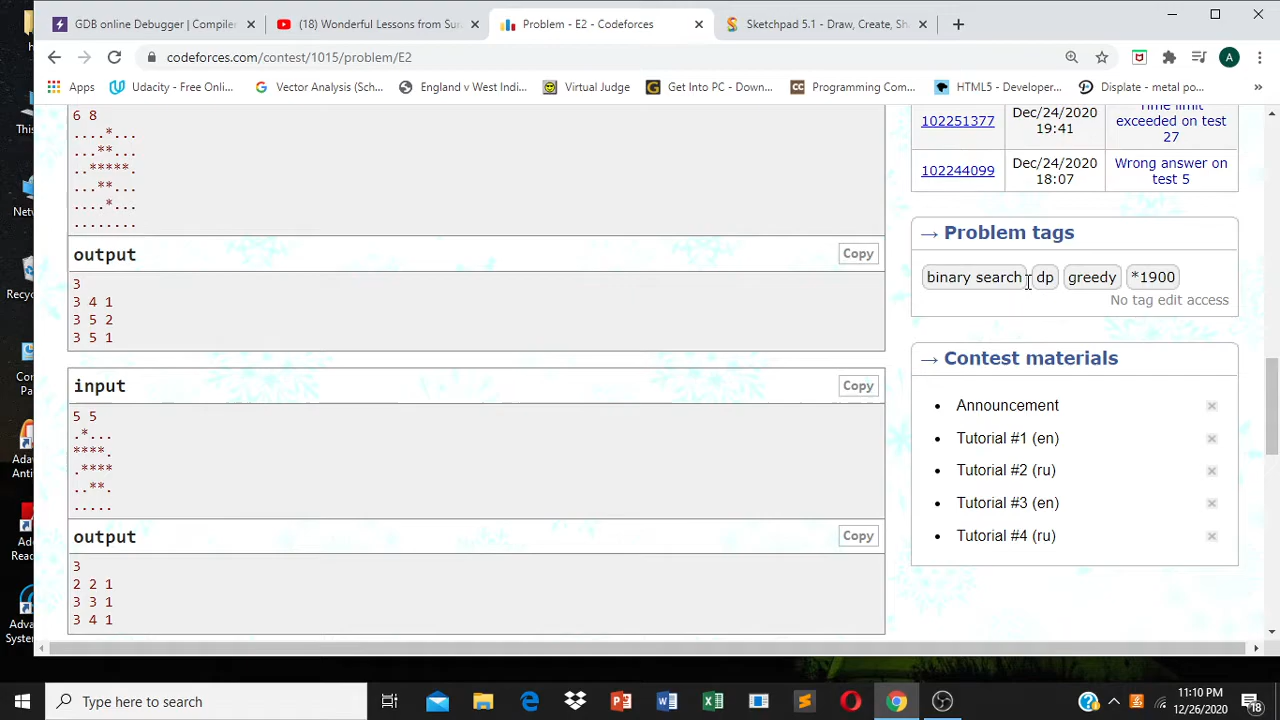 GDB online Debugger | Compiler
(18) Wonderful Lessons from Sur
Problem - E2 - Codeforces
Sketchpad 5.1 - Draw, Create, Sh
codeforces.com/contest/1015/problem/E2
A
Apps
Udacity - Free Onli...
Vector Analysis (Sch...
England v West Indi...
Virtual Judge
Get Into PC - Down...
Programming Com...
HTML5 - Developer...
Displate - metal po...
»
6 8
....*...
...**...
..*****.
...**...
....*...
........
output
Copy
3
3 4 1
3 5 2
3 5 1
input
Copy
5 5
.*...
****.
.****
..**.
.....
output
Copy
3
2 2 1
3 3 1
3 4 1
102251377
Dec/24/2020
19:41
Time limit
exceeded on test
27
102244099
Dec/24/2020
18:07
Wrong answer on
test 5
→ Problem tags
binary search
dp
greedy
*1900
No tag edit access
→ Contest materials
Announcement
Tutorial #1 (en)
Tutorial #2 (ru)
Tutorial #3 (en)
Tutorial #4 (ru)
Type here to search
11:10 PM
12/26/2020
18